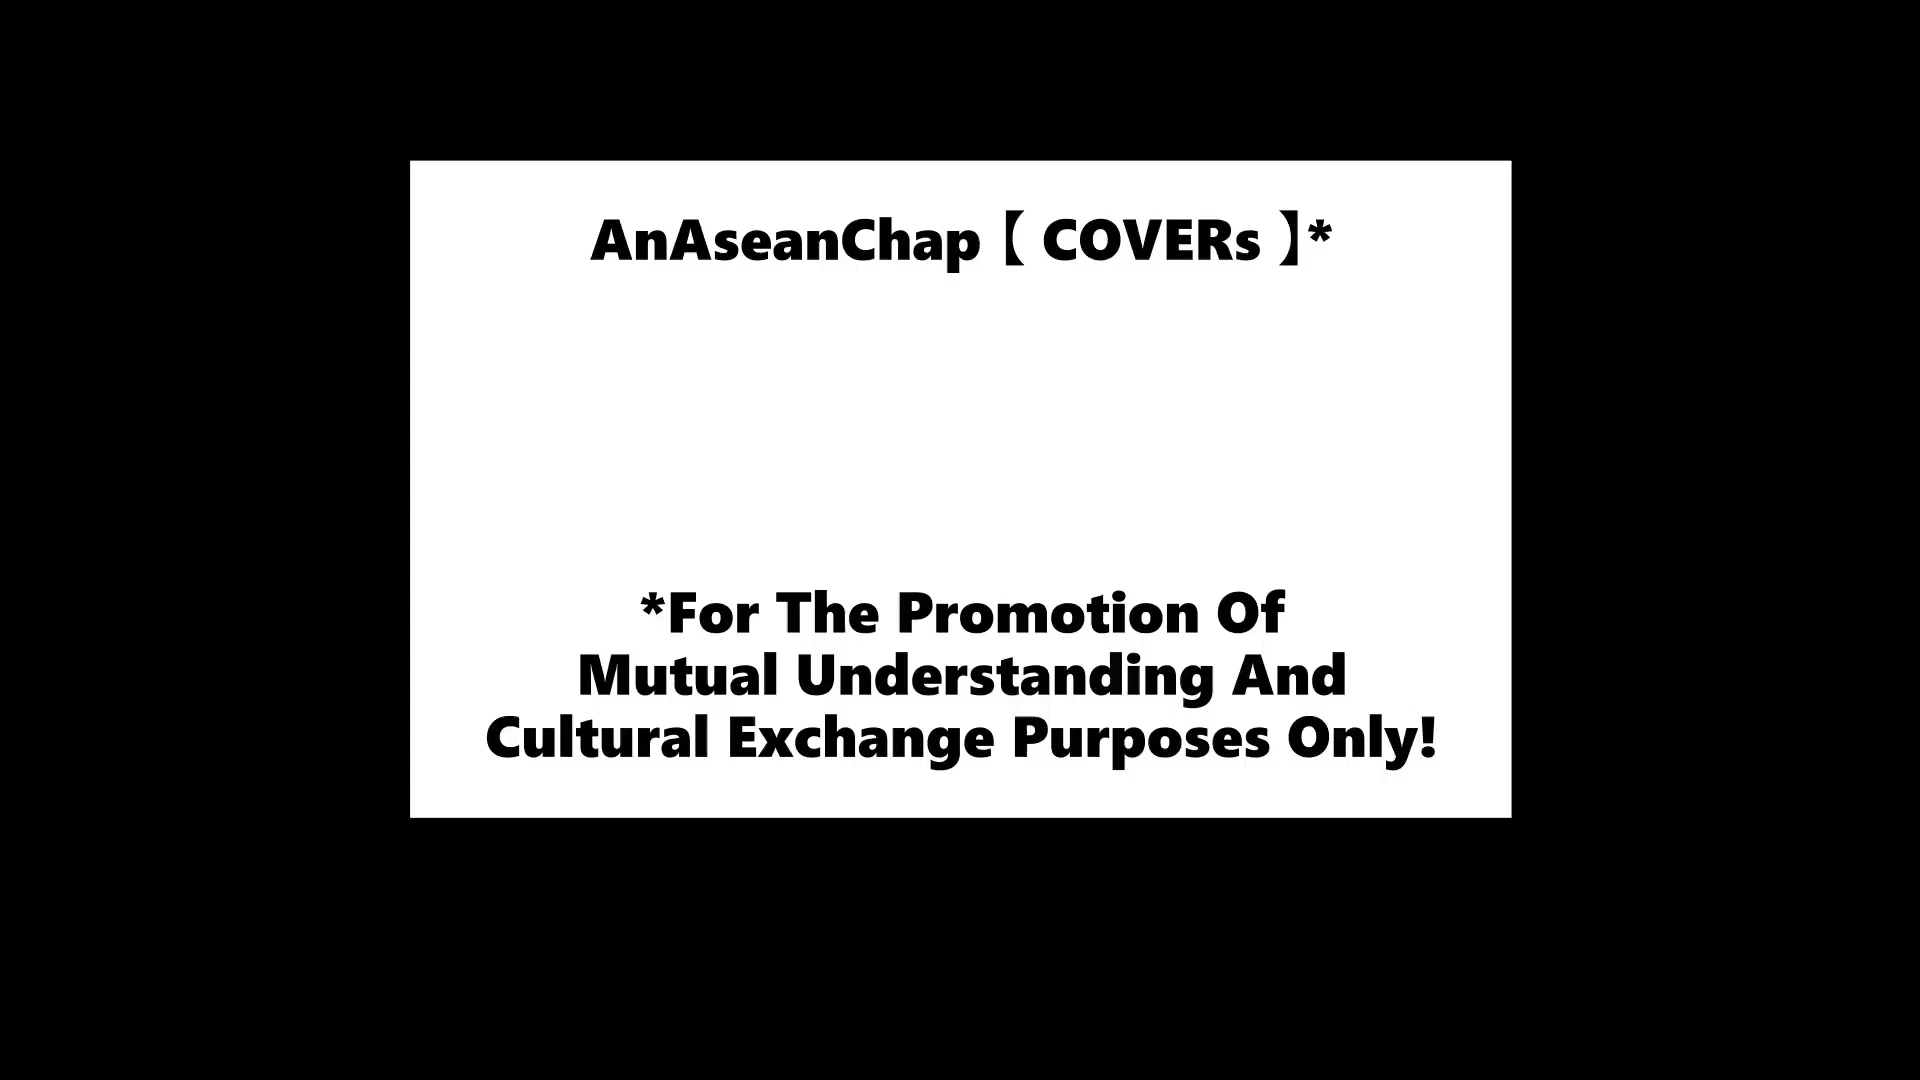 AnAseanChap【 COVERs 】*
*For The Promotion Of
Mutual Understanding And
Cultural Exchange Purposes Only!